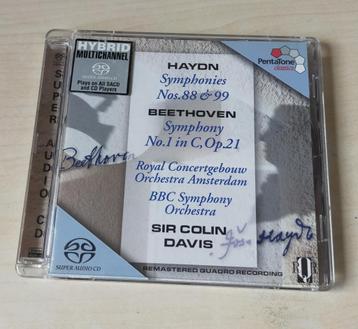 HYBRID
MULTICHANNEL
Plays on All SACD
and CD Players
PentaTone
classics
HAYDN
Symphonies
Nos.88 & 99
BEETHOVEN
Symphony
No.1 in C, Op.21
Beethoven
Royal Concertgebouw
Orchestra Amsterdam
BBC Symphony
Orchestra
SIR COLIN
DAVIS
Haydn
SUPER AUDIO CD
SUPER AUDIO CD
REMASTERED QUADRO RECORDING